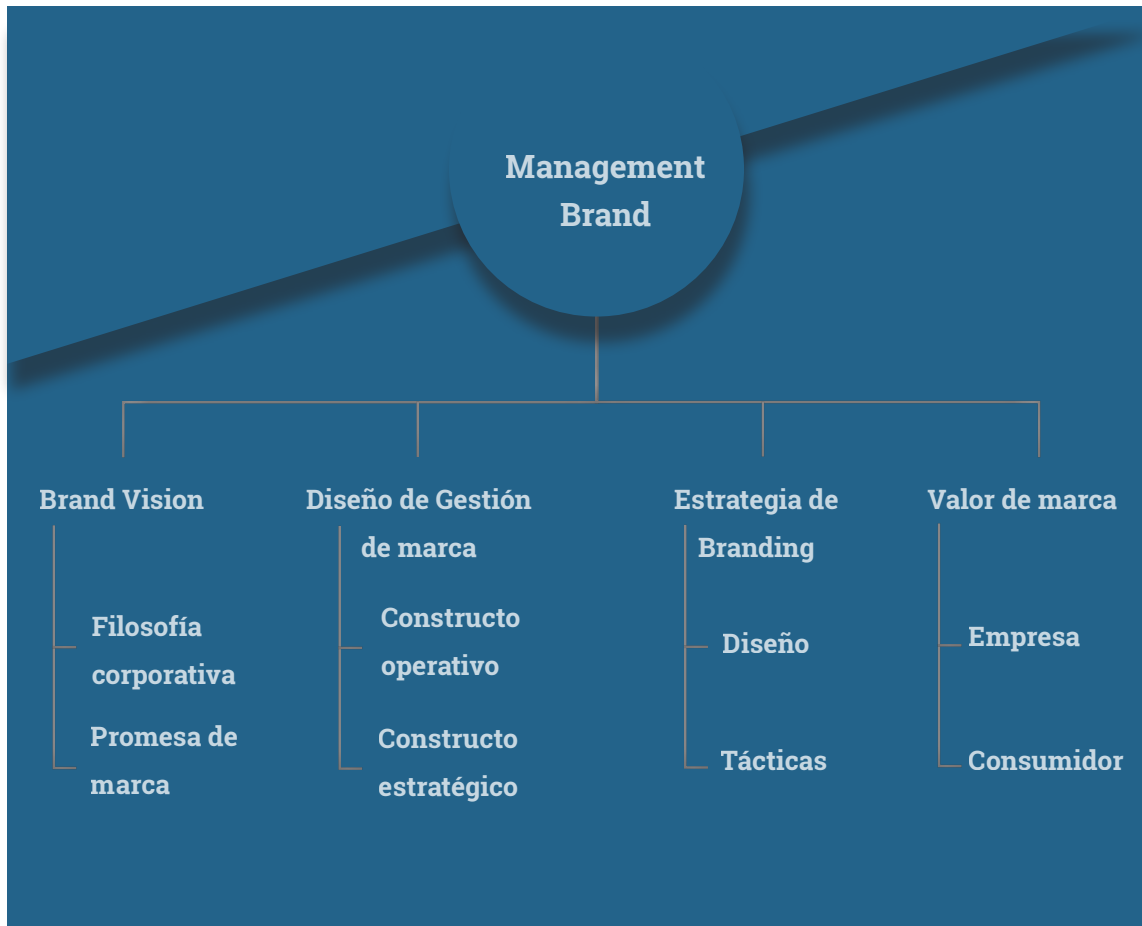 Management
Brand
Brand Vision
Filosofía
corporativa
Promesa de
marca
Diseño de Gestión
de marca
Constructo
operativo
Constructo
estratégico
Estrategia de
Branding
Diseño
Tácticas
Valor de marca
Empresa
Consumidor